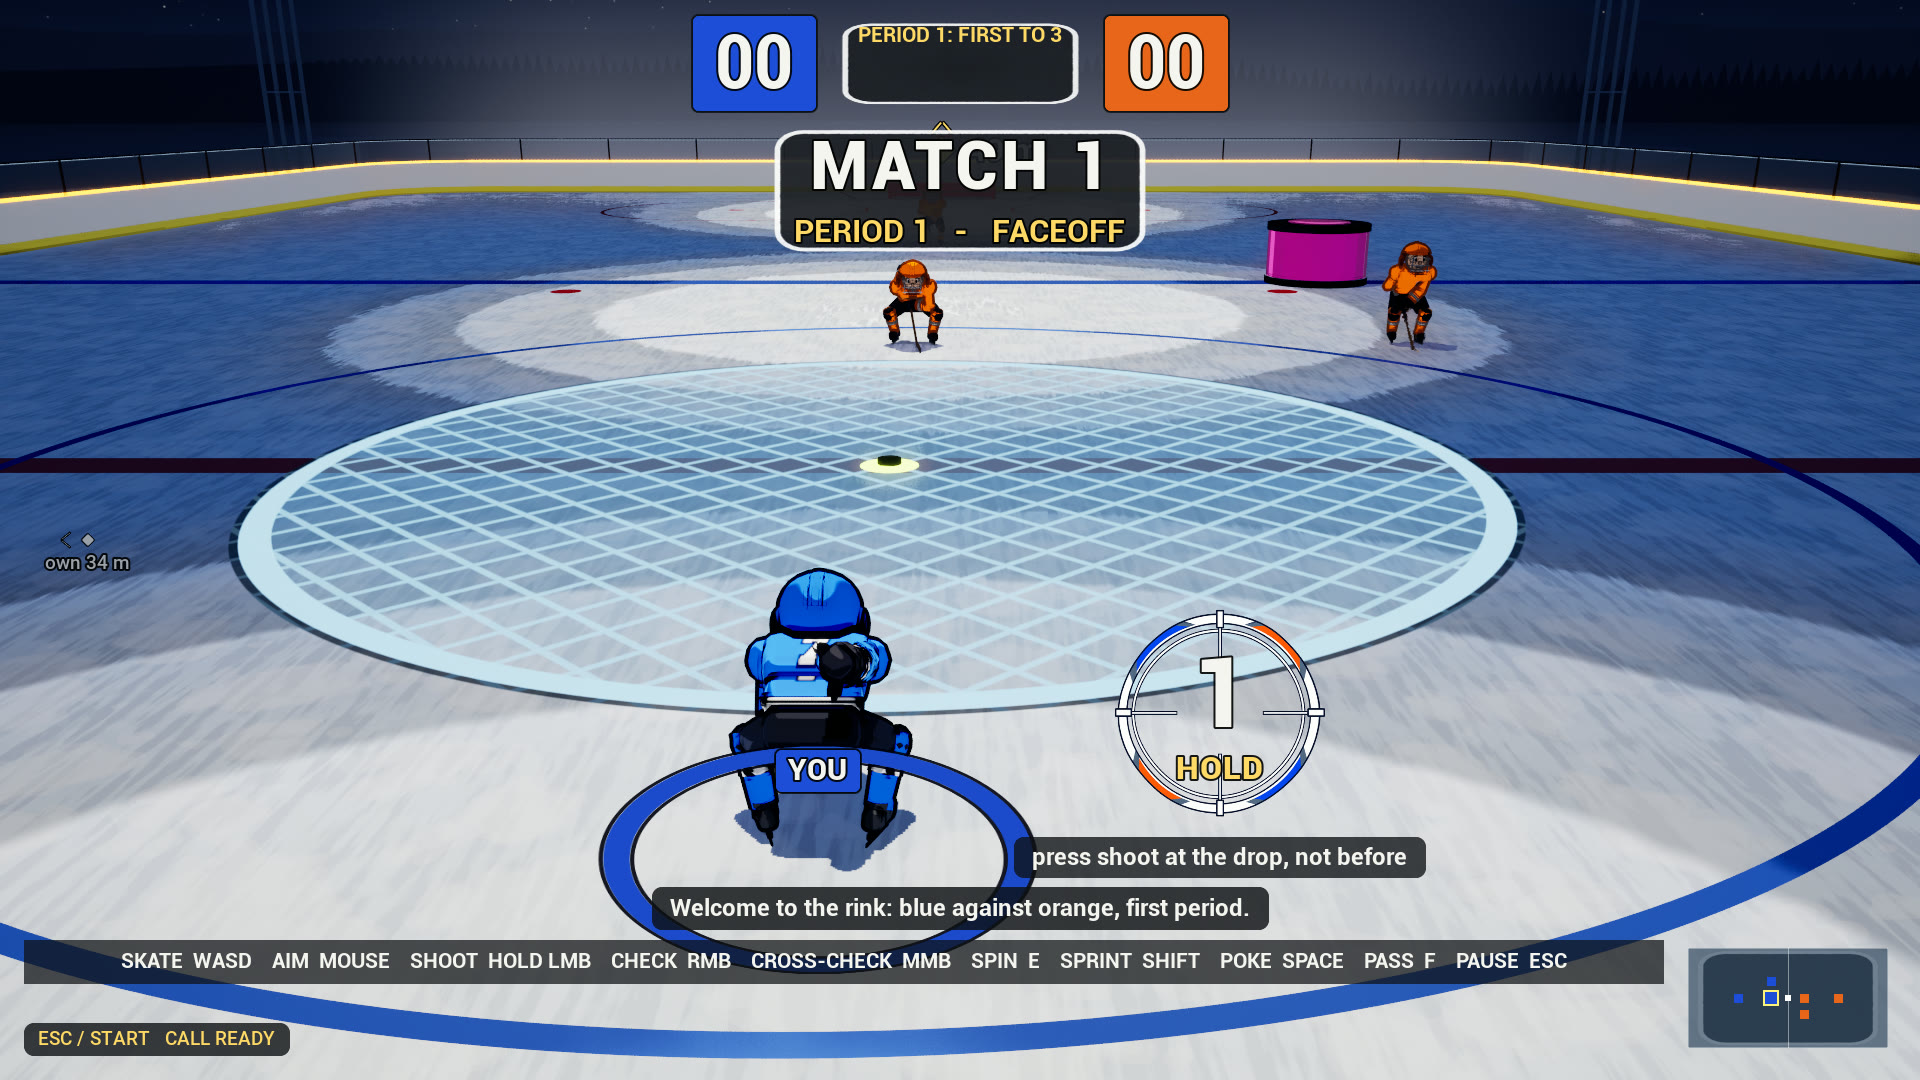 00
PERIOD 1: FIRST TO 3
00
MATCH 1
PERIOD 1 - FACEOFF
own 34 m
1
HOLD
YOU
press shoot at the drop, not before
Welcome to the rink: blue against orange, first period.
SKATE WASD AIM MOUSE SHOOT HOLD LMB CHECK RMB CROSS-CHECK MMB SPIN E SPRINT SHIFT POKE SPACE PASS F PAUSE ESC
ESC / START CALL READY